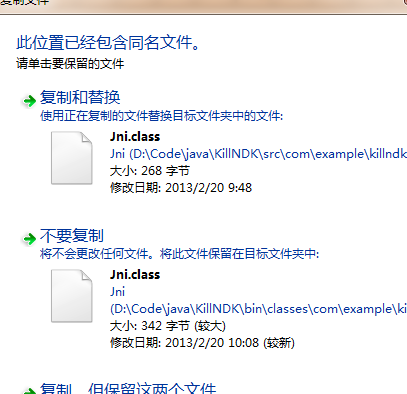 复制文件
此位置已经包含同名文件。
请单击要保留的文件
复制和替换
使用正在复制的文件替换目标文件夹中的文件:
Jni.class
Jni (D:\Code\java\KillNDK\src\com\example\killndk
大小: 268 字节
修改日期: 2013/2/20 9:48
不要复制
将不会更改任何文件。将此文件保留在目标文件夹中:
Jni.class
Jni
(D:\Code\java\KillNDK\bin\classes\com\example\ki
大小: 342 字节 (较大)
修改日期: 2013/2/20 10:08 (较新)
复制，但保留这两个文件